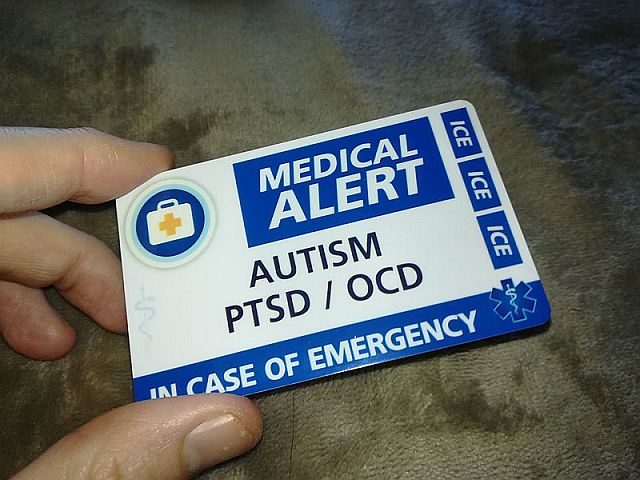 MEDICAL
ALERT
AUTISM
PTSD / OCD
IN CASE OF EMERGENCY
ICE
ICE
ICE